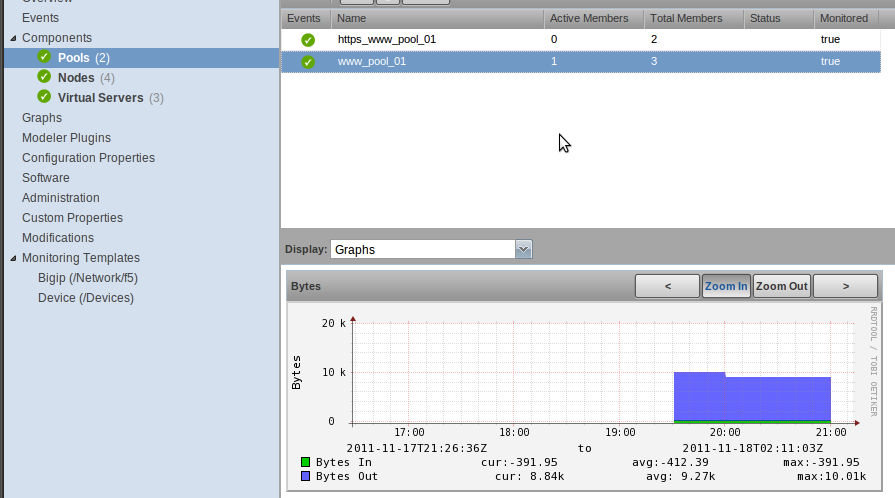 Overview
Events
Components
Pools (2)
Nodes (4)
Virtual Servers (3)
Graphs
Modeler Plugins
Configuration Properties
Software
Administration
Custom Properties
Modifications
Monitoring Templates
Bigip (/Network/f5)
Device (/Devices)
Events Name Active Members Total Members Status Monitored
https_www_pool_01 0 2 true
www_pool_01 1 3 true
Display: Graphs
Bytes < Zoom In Zoom Out >
20 k
10 k
0
Bytes
17:00 18:00 19:00 20:00 21:00
2011-11-17T21:26:36Z to 2011-11-18T02:11:03Z
Bytes In cur:-391.95 avg:-412.39 max:-391.95
Bytes Out cur: 8.84k avg: 9.27k max:10.01k
RRDTOOL / TOBI OETIKER